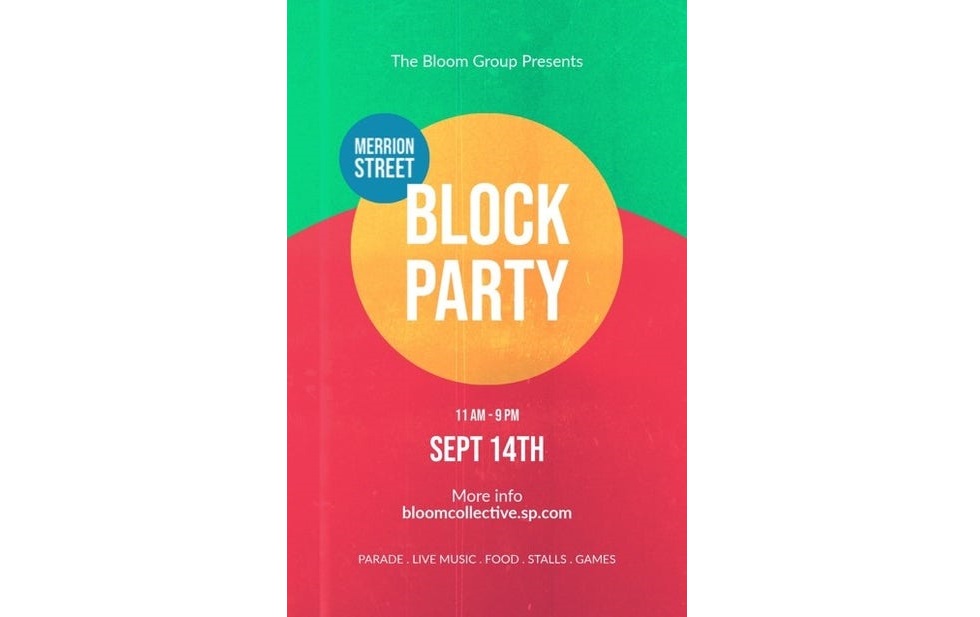 The Bloom Group Presents
MERRION
STREET
BLOCK
PARTY
11 AM - 9 PM
SEPT 14TH
More info
bloomcollective.sp.com
PARADE . LIVE MUSIC . FOOD . STALLS . GAMES